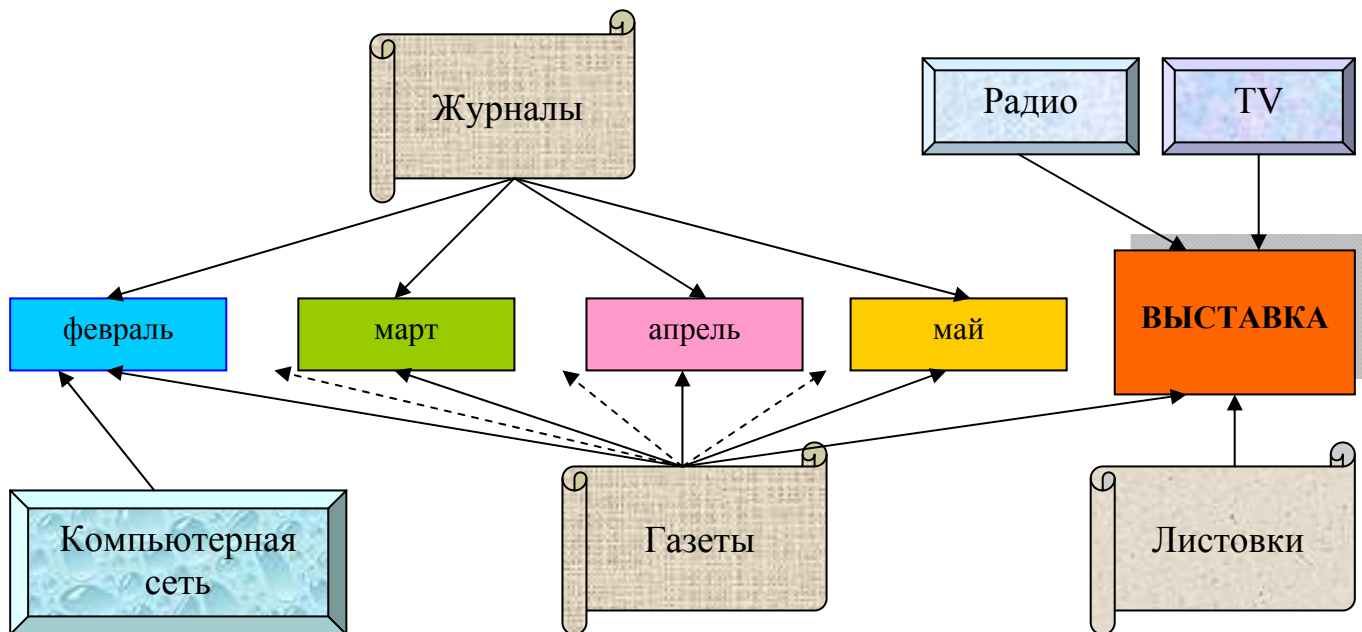 Журналы
Радио
TV
февраль
март
апрель
май
ВЫСТАВКА
Компьютерная
сеть
Газеты
Листовки